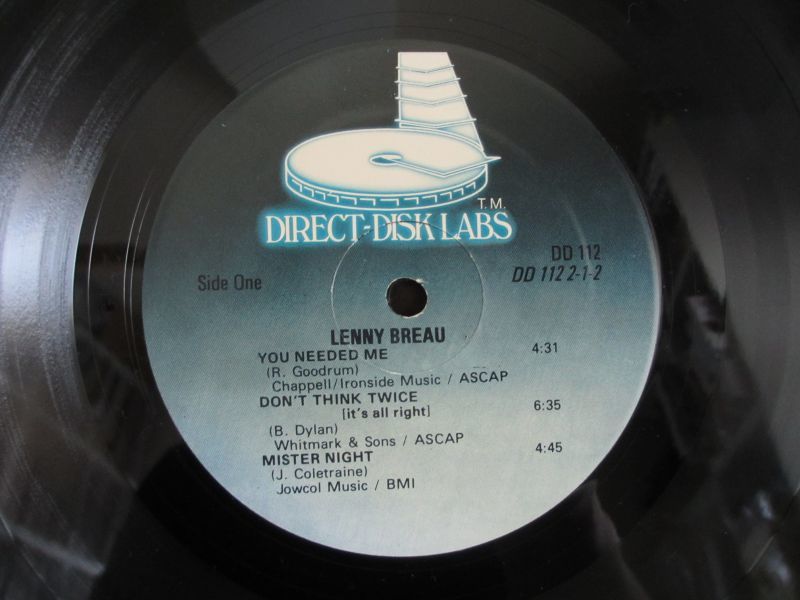 T.M.
DIRECT-DISK LABS
Side One
DD 112
DD 112 2-1-2
LENNY BREAU
YOU NEEDED ME 4:31
(R. Goodrum)
Chappell/Ironside Music / ASCAP
DON'T THINK TWICE 6:35
[it's all right]
(B. Dylan)
Whitmark & Sons / ASCAP
MISTER NIGHT 4:45
(J. Coletraine)
Jowcol Music / BMI